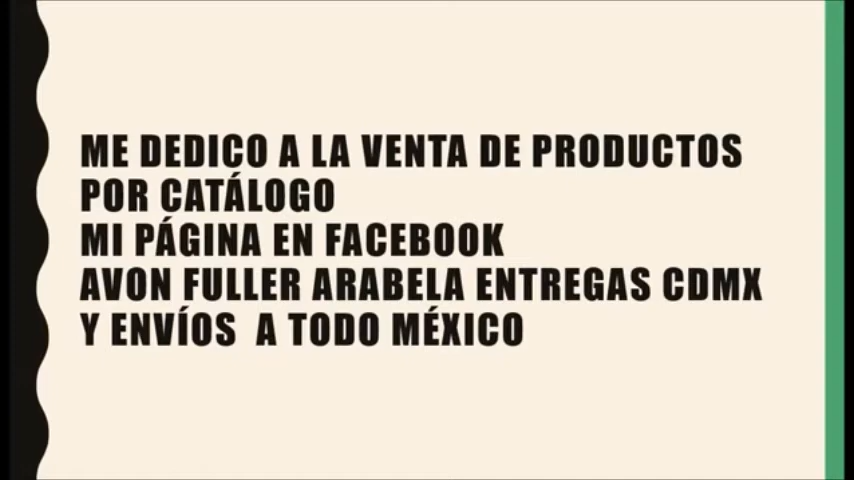 ME DEDICO A LA VENTA DE PRODUCTOS
POR CATÁLOGO
MI PÁGINA EN FACEBOOK
AVON FULLER ARABELA ENTREGAS CDMX
Y ENVÍOS  A TODO MÉXICO